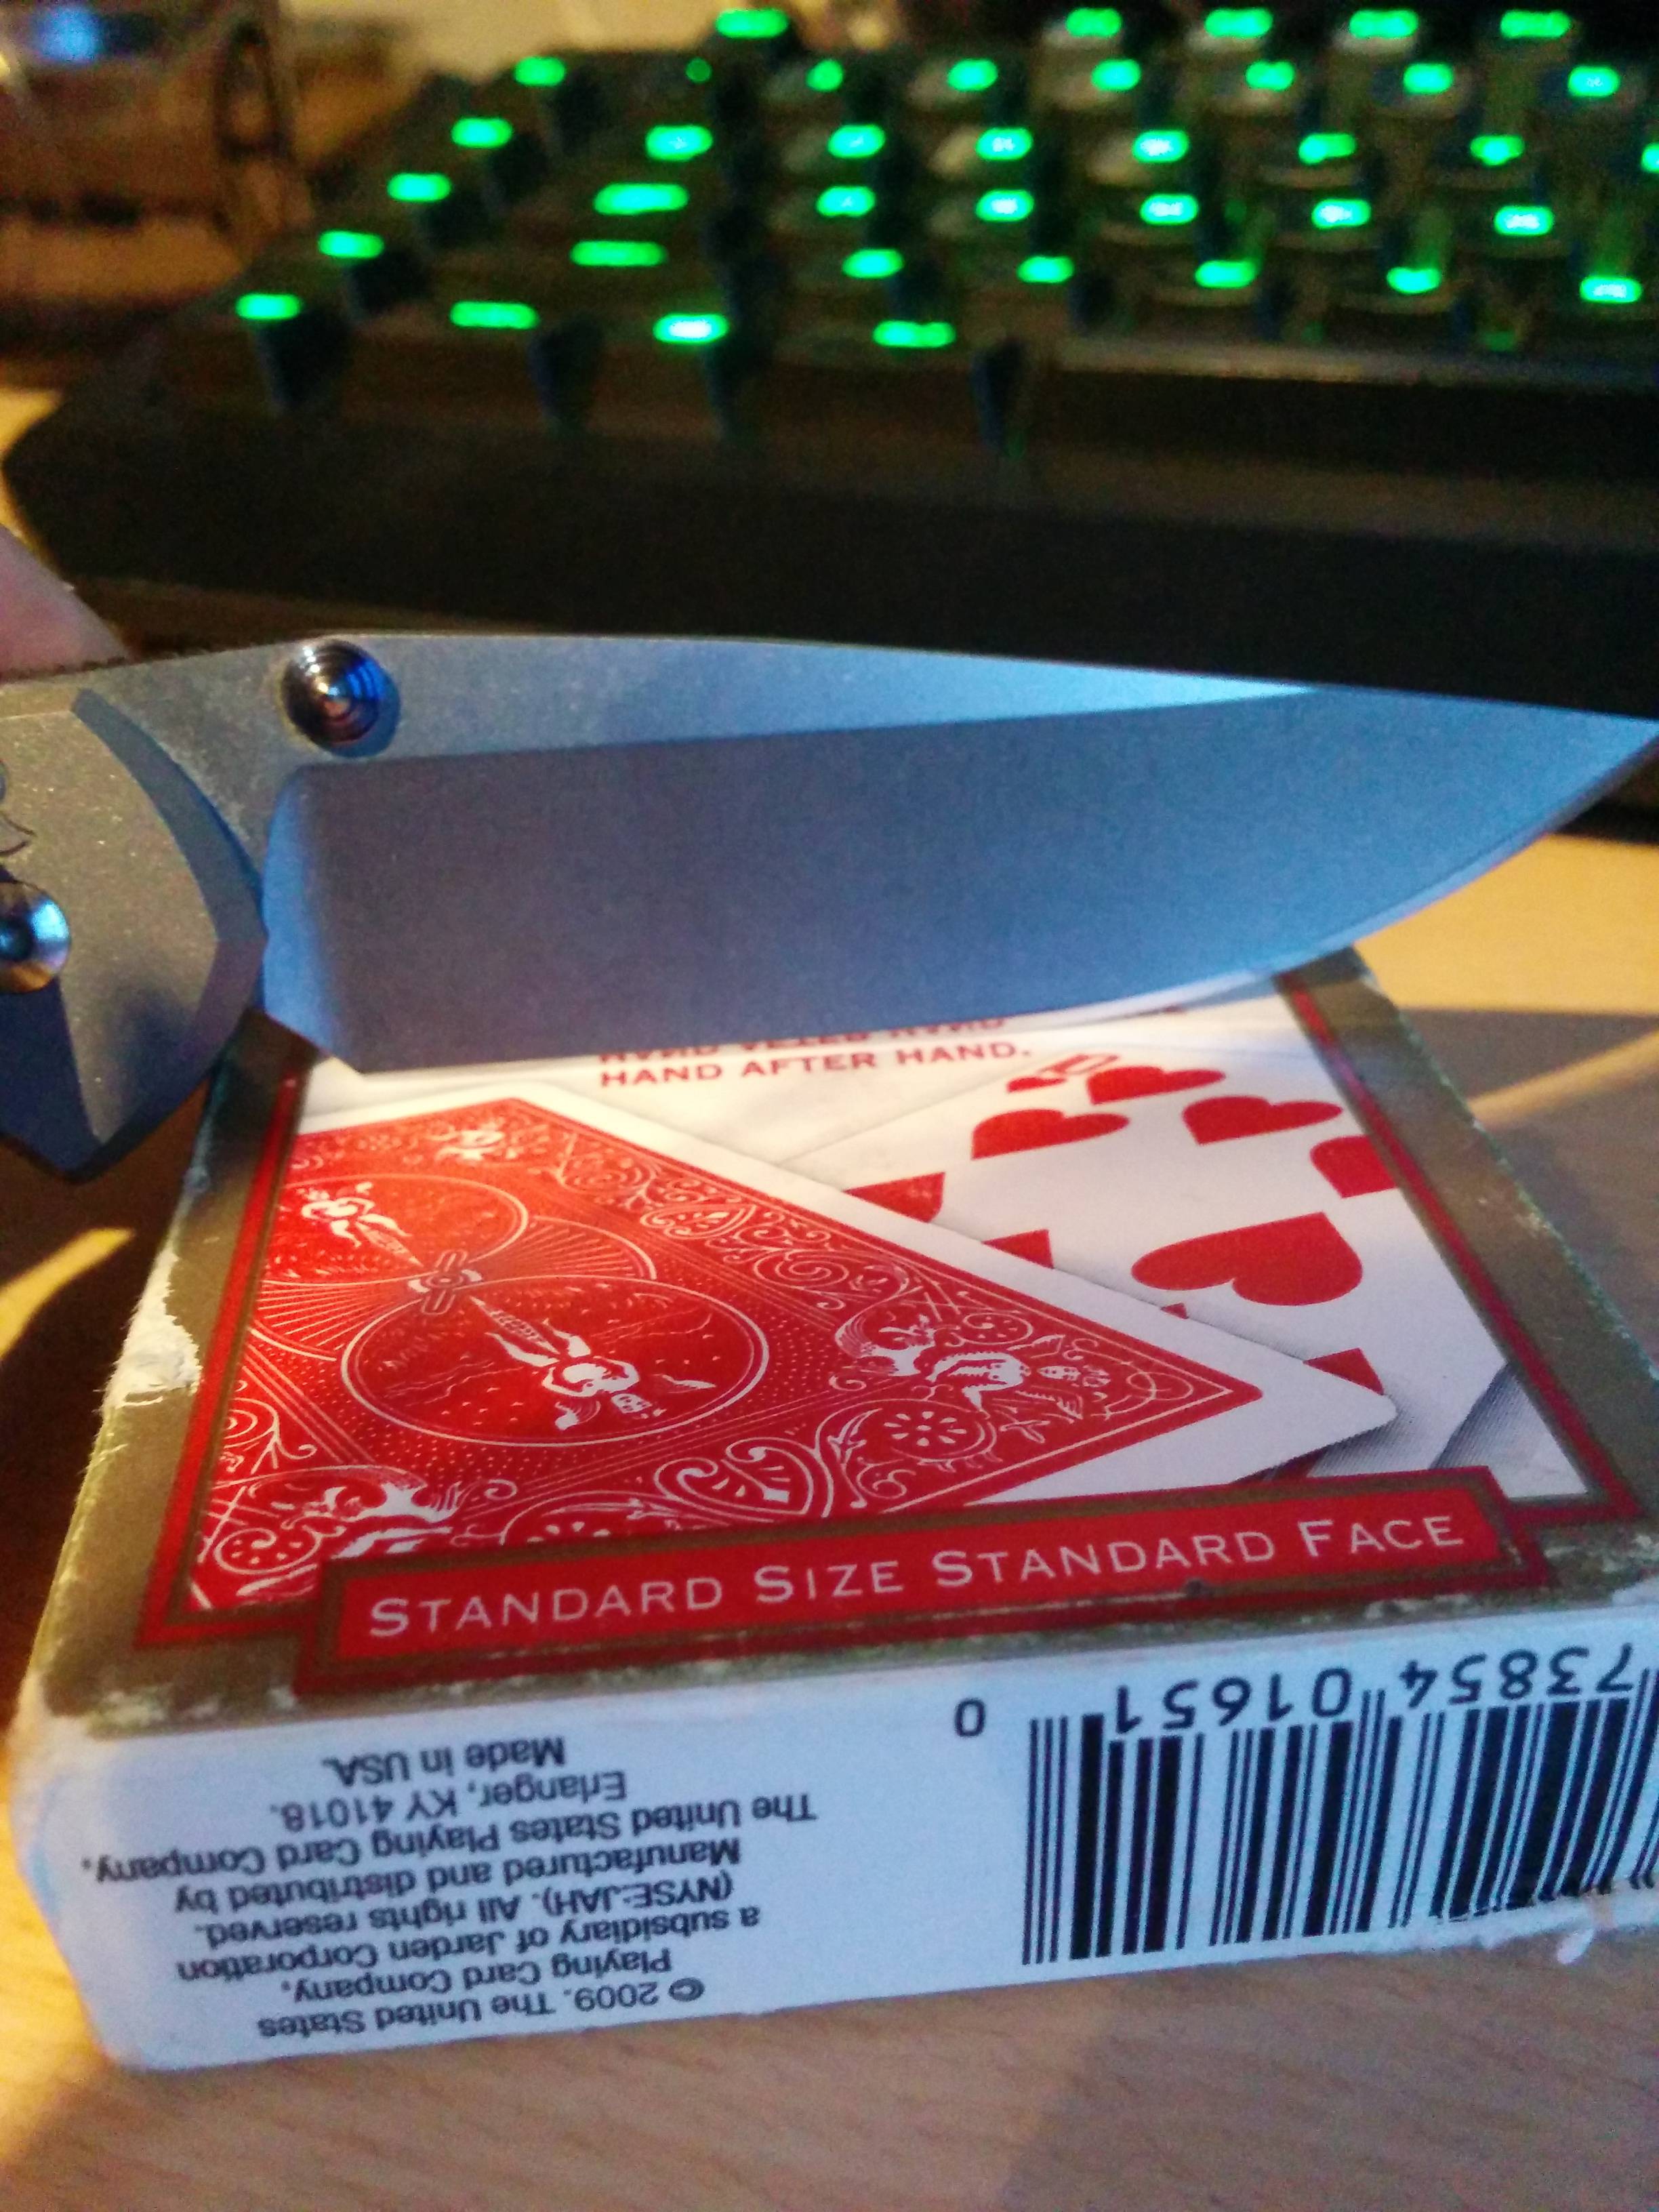 HAND AFTER HAND.
STANDARD SIZE STANDARD FACE
0 73854 01651
© 2009. The United States
Playing Card Company,
a subsidiary of Jarden Corporation
(NYSE:JAH). All rights reserved.
Manufactured and distributed by
The United States Playing Card Company,
Erlanger, KY 41018.
Made in USA.